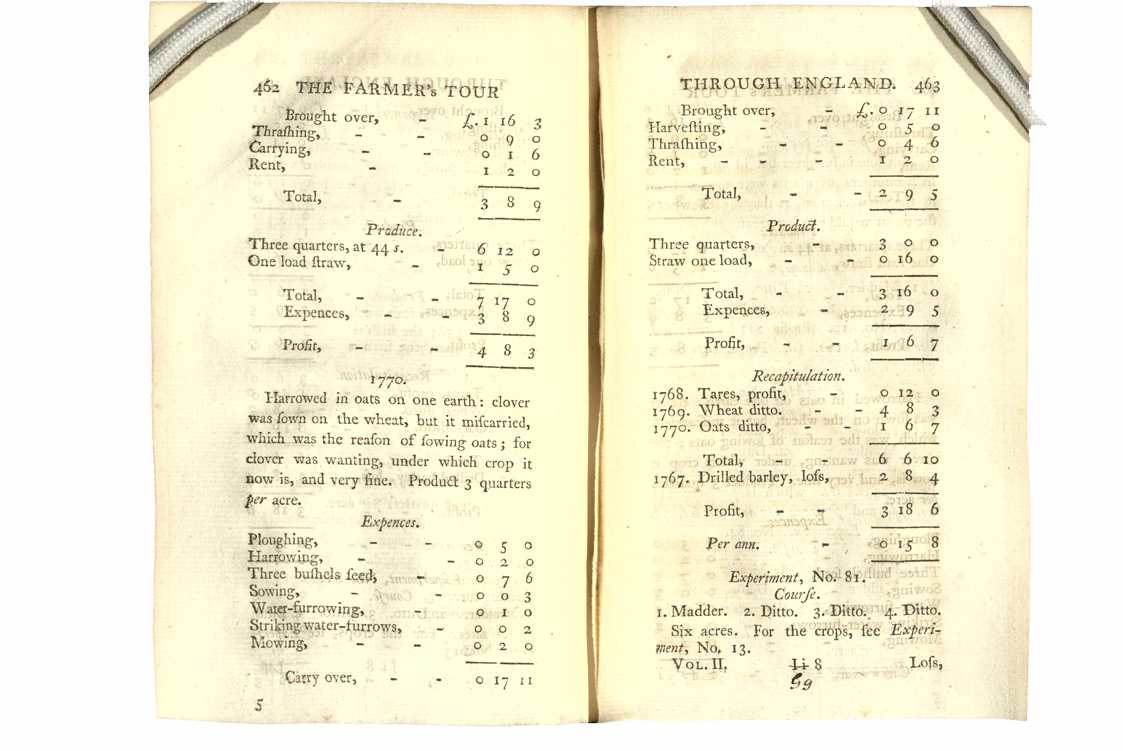 462 THE FARMER's TOUR
Brought over, - £. 1 16 3
Thraſhing, - - 0 9 0
Carrying, - - 0 1 6
Rent, - 1 2 0
Total, - 3 8 9
Produce.
Three quarters, at 44 s. - 6 12 0
One load ſtraw, - 1 5 0
Total, - - 7 17 0
Expences, - - 3 8 9
Profit, - - 4 8 3
1770.
Harrowed in oats on one earth: clover
was ſown on the wheat, but it miſcarried,
which was the reaſon of ſowing oats; for
clover was wanting, under which crop it
now is, and very fine. Product 3 quarters
per acre.
Expences.
Ploughing, - - 0 5 0
Harrowing, - - 0 2 0
Three buſhels ſeed, - 0 7 6
Sowing, - - 0 0 3
Water-furrowing, - 0 1 0
Striking water-furrows, - 0 0 2
Mowing, - - 0 2 0
Carry over, - - 0 17 11
5
THROUGH ENGLAND. 463
Brought over, - £. 0 17 11
Harveſting, - - 0 5 0
Thraſhing, - - 0 4 6
Rent, - - - 1 2 0
Total, - - 2 9 5
Product.
Three quarters, - 3 0 0
Straw one load, - - 0 16 0
Total, - - 3 16 0
Expences, - 2 9 5
Profit, - - 1 6 7
Recapitulation.
1768. Tares, profit, - 0 12 0
1769. Wheat ditto. - - 4 8 3
1770. Oats ditto, - - 1 6 7
Total, - - 6 6 10
1767. Drilled barley, loſs, 2 8 4
Profit, - - 3 18 6
Per ann. - 0 15 8
Experiment, No. 81.
Courſe.
1. Madder. 2. Ditto. 3. Ditto. 4. Ditto.
Six acres. For the crops, ſee Experi-
ment, No. 13.
VOL. II. Ii 8 Loſs,
Gg